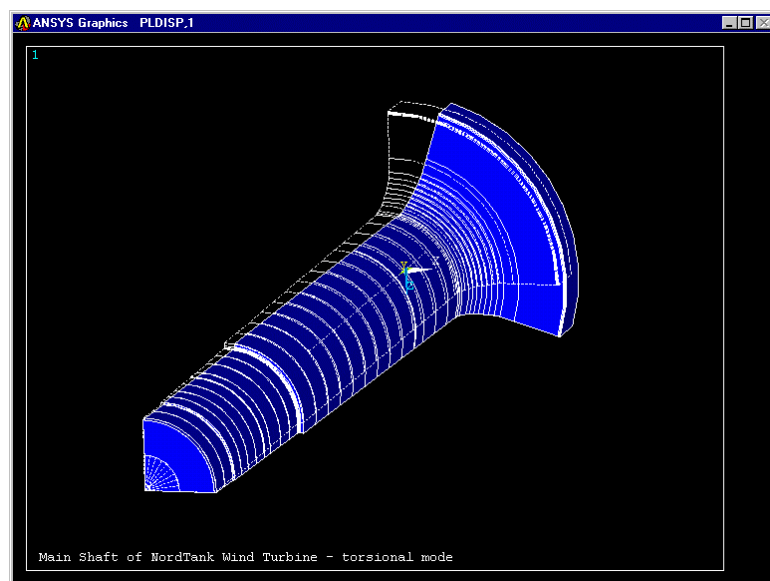 ANSYS Graphics PLDISP,1
1
Y
Main Shaft of NordTank Wind Turbine - torsional mode